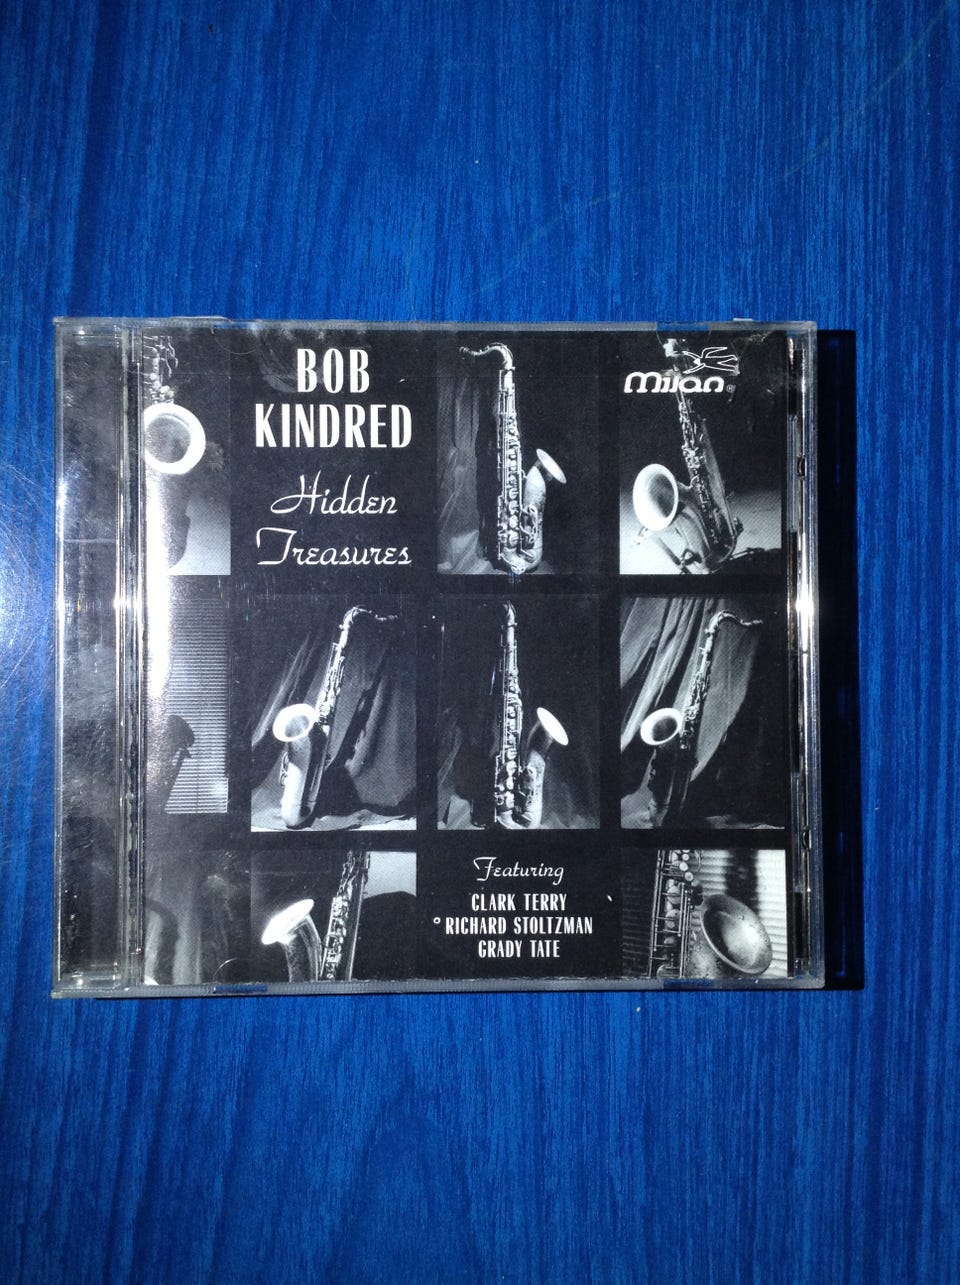 BOB
KINDRED
Hidden
Treasures
Milan®
Featuring
CLARK TERRY
° RICHARD STOLTZMAN
GRADY TATE